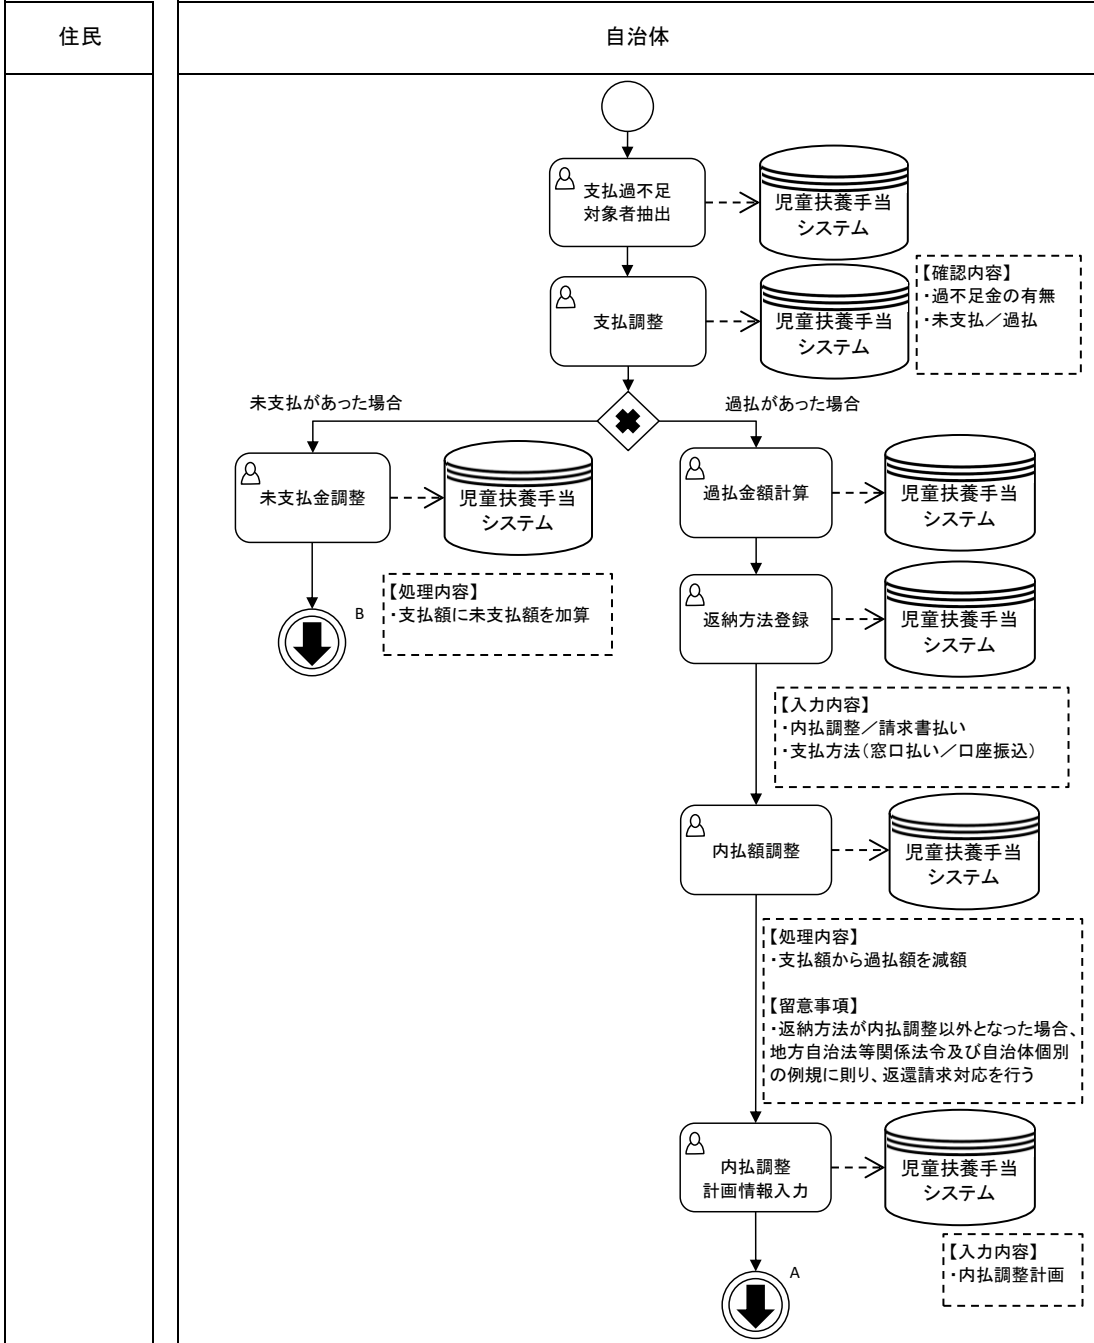 住民
自治体
支払過不足
対象者抽出
児童扶養手当
システム
支払調整
児童扶養手当
システム
【確認内容】
・過不足金の有無
・未支払／過払
未支払があった場合
過払があった場合
未支払金調整
児童扶養手当
システム
過払金額計算
児童扶養手当
システム
【処理内容】
・支払額に未支払額を加算
B
返納方法登録
児童扶養手当
システム
【入力内容】
・内払調整／請求書払い
・支払方法（窓口払い／口座振込）
内払額調整
児童扶養手当
システム
【処理内容】
・支払額から過払額を減額
【留意事項】
・返納方法が内払調整以外となった場合、
地方自治法等関係法令及び自治体個別
の例規に則り、返還請求対応を行う
内払調整
計画情報入力
児童扶養手当
システム
【入力内容】
・内払調整計画
A